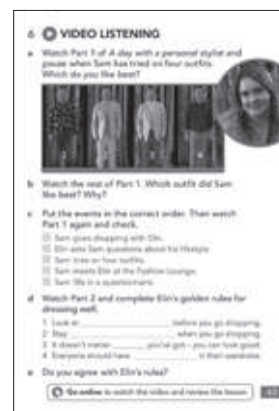 6 VIDEO LISTENING
a Watch Part 1 of A day with a personal stylist and
pause when Sam has tried on four outfits.
Which do you like best?
b Watch the rest of Part 1. Which outfit did Sam
like best? Why?
c Put the events in the correct order. Then watch
Part 1 again and check.
Sam goes shopping with Elin.
Elin asks Sam questions about his lifestyle.
Sam tries on four outfits.
Sam meets Elin at the Fashion Lounge.
Sam fills in a questionnaire.
d Watch Part 2 and complete Elin's golden rules for
dressing well.
1 Look at ________ before you go shopping.
2 Stay ________ when you go shopping.
3 It doesn't matter ________ you've got – you can look good.
4 Everyone should have ________ in their wardrobe.
e Do you agree with Elin's rules?
Go online to watch the video and review the lesson